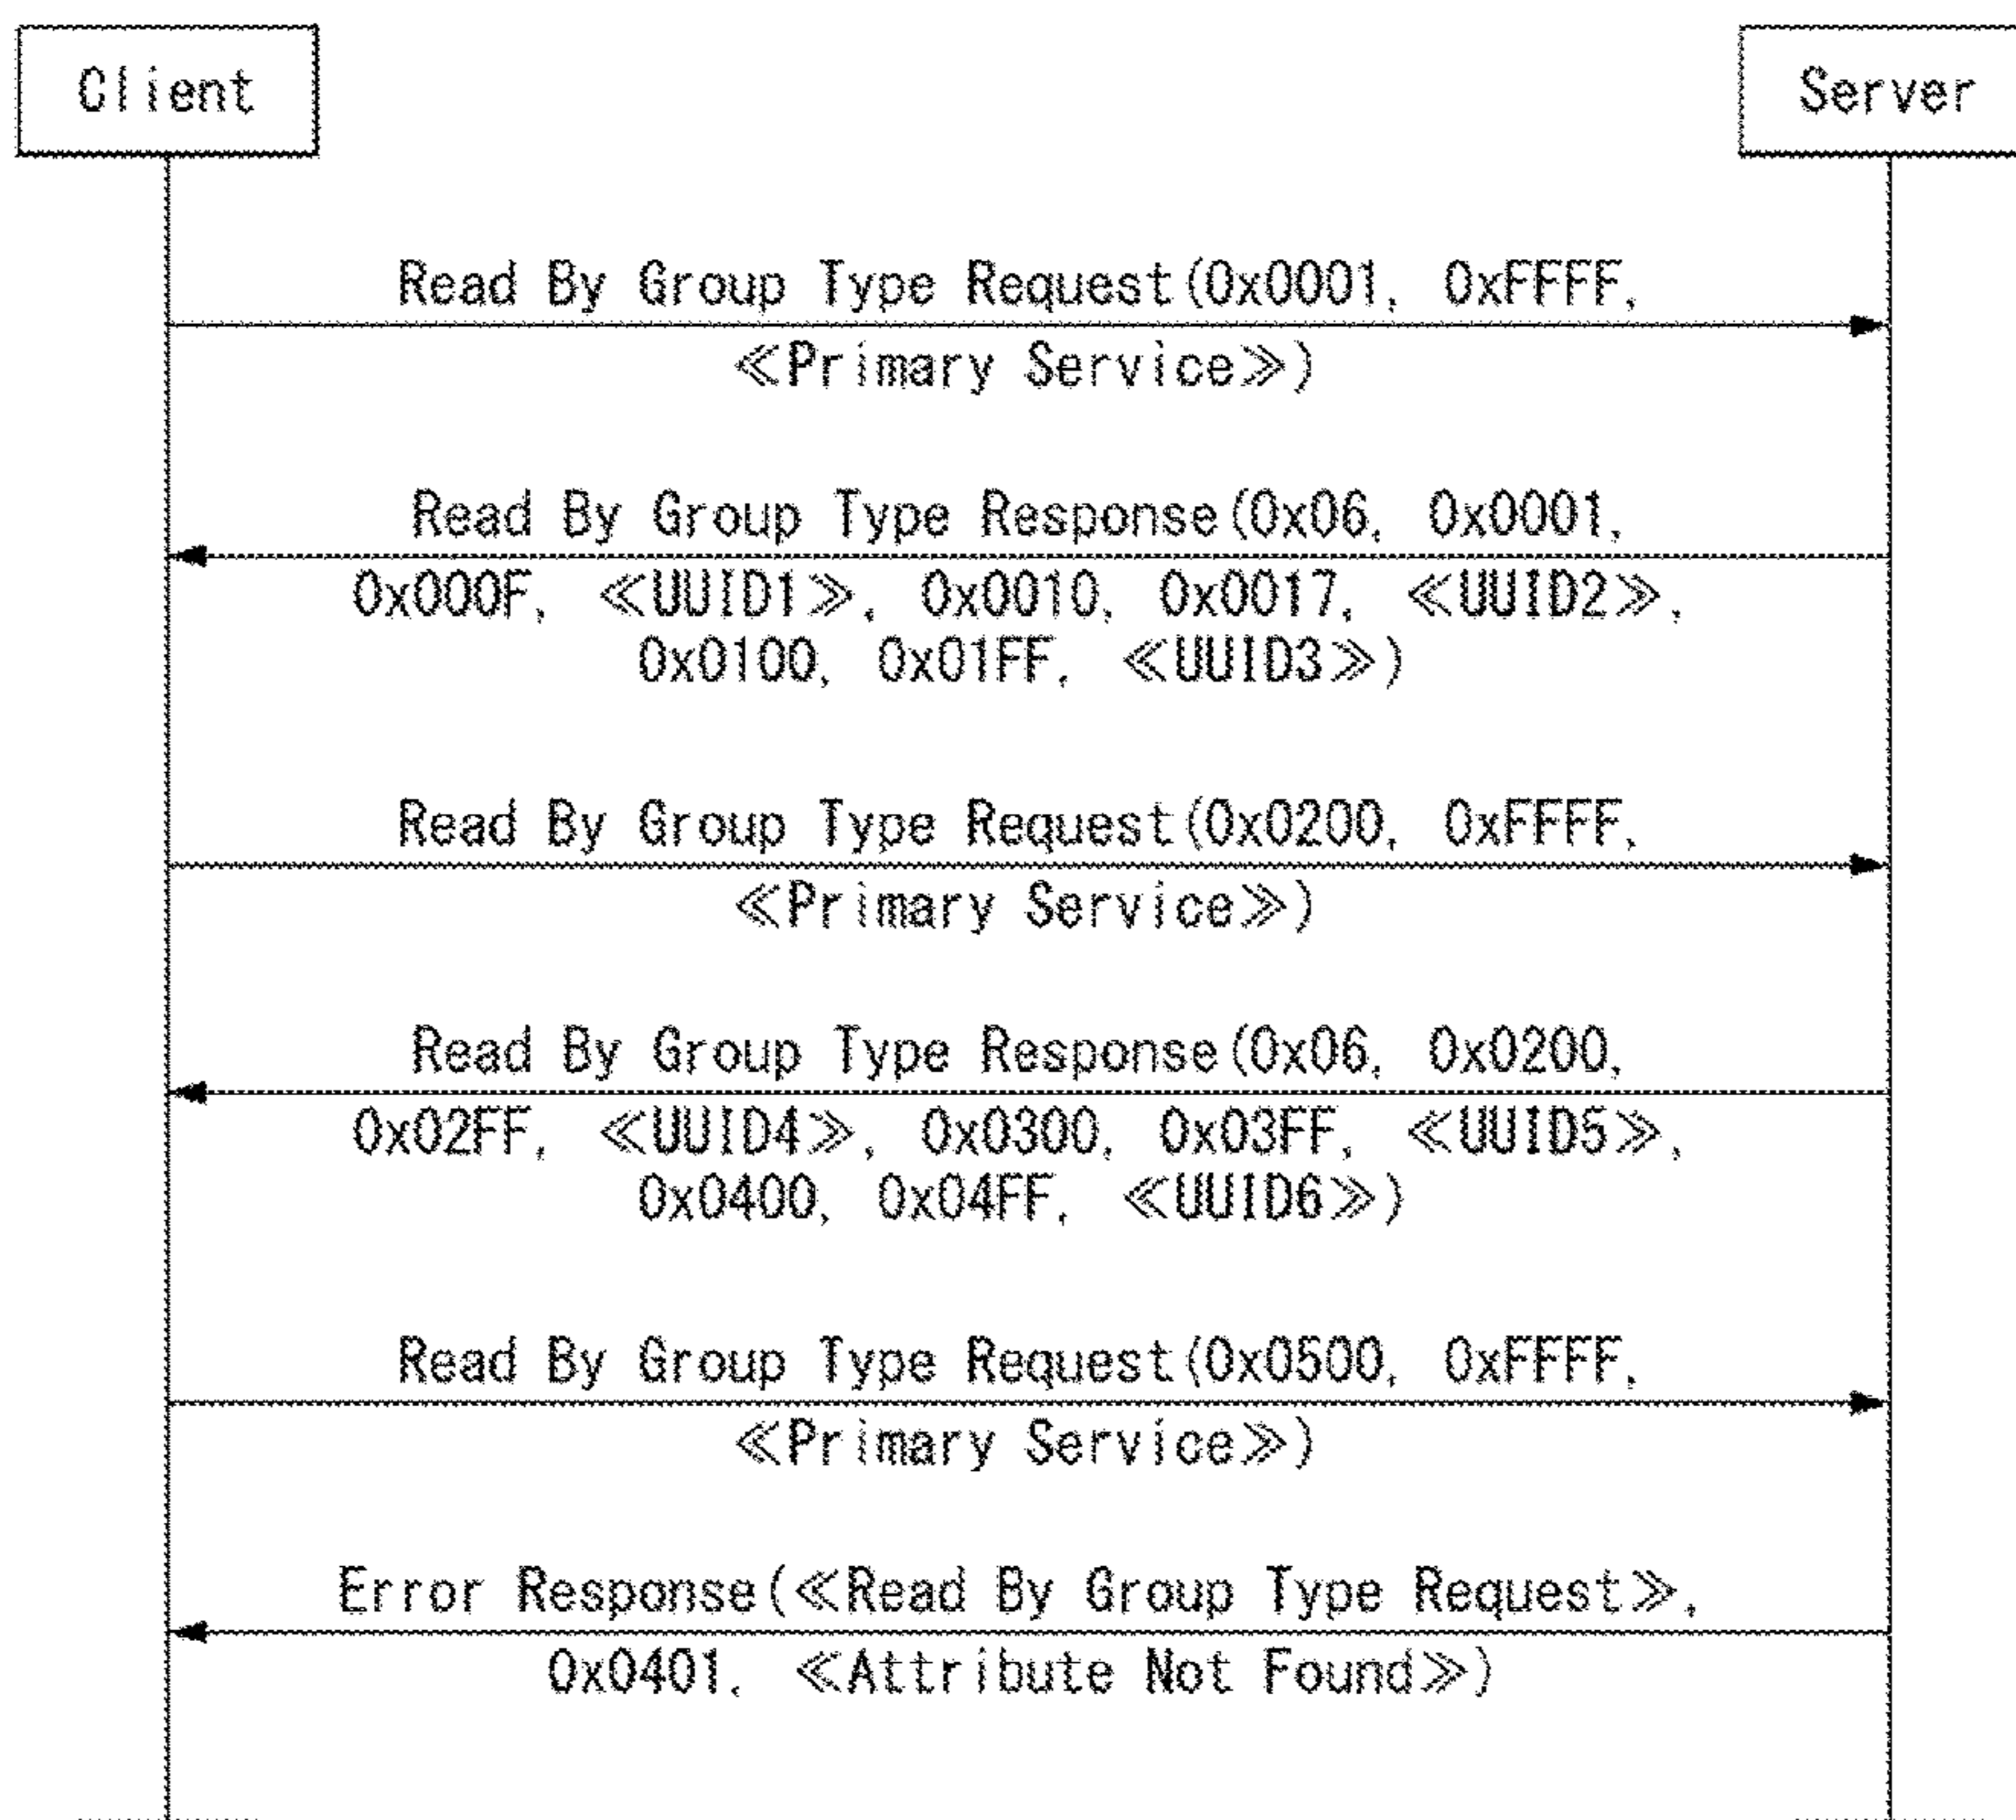 Client
Server
Read By Group Type Request(0x0001, 0xFFFF,
≪Primary Service≫)
Read By Group Type Response(0x06, 0x0001,
0x000F, ≪UUID1≫, 0x0010, 0x0017, ≪UUID2≫,
0x0100, 0x01FF, ≪UUID3≫)
Read By Group Type Request(0x0200, 0xFFFF,
≪Primary Service≫)
Read By Group Type Response(0x06, 0x0200,
0x02FF, ≪UUID4≫, 0x0300, 0x03FF, ≪UUID5≫,
0x0400, 0x04FF, ≪UUID6≫)
Read By Group Type Request(0x0500, 0xFFFF,
≪Primary Service≫)
Error Response(≪Read By Group Type Request≫,
0x0401, ≪Attribute Not Found≫)